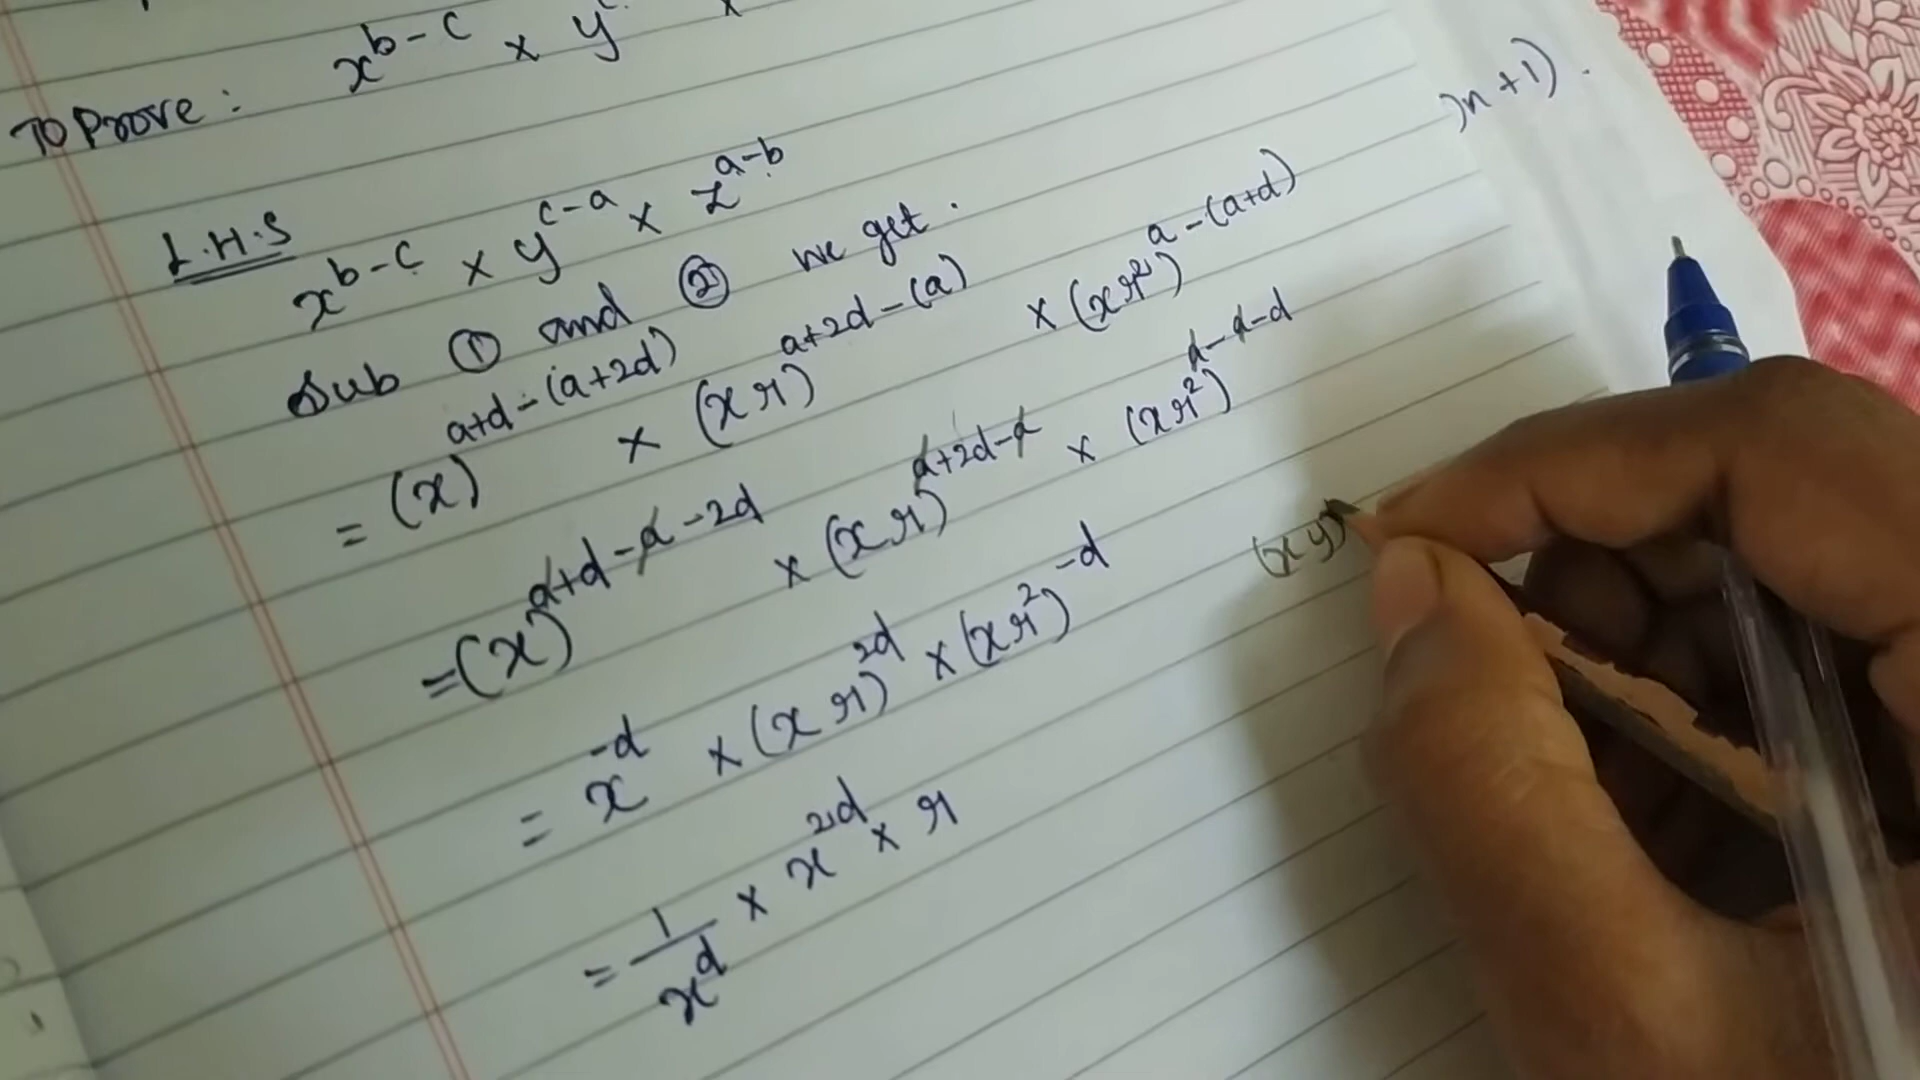 To Prove : x^{b-c} × y
L.H.S
x^{b-c} × y^{c-a} × z^{a-b}
Sub ① and ② we get .
= (x)^{a+d-(a+2d)} × (xr)^{a+2d-(a)} × (xr²)^{a-(a+d)}
= (x)^{a+d-a-2d} × (xr)^{a+2d-a} × (xr²)^{a-a-d}
= x^{-d} × (xr)^{2d} × (xr²)^{-d}
= 1/x^d × x^{2d} × r
(xy)
)n+1) .